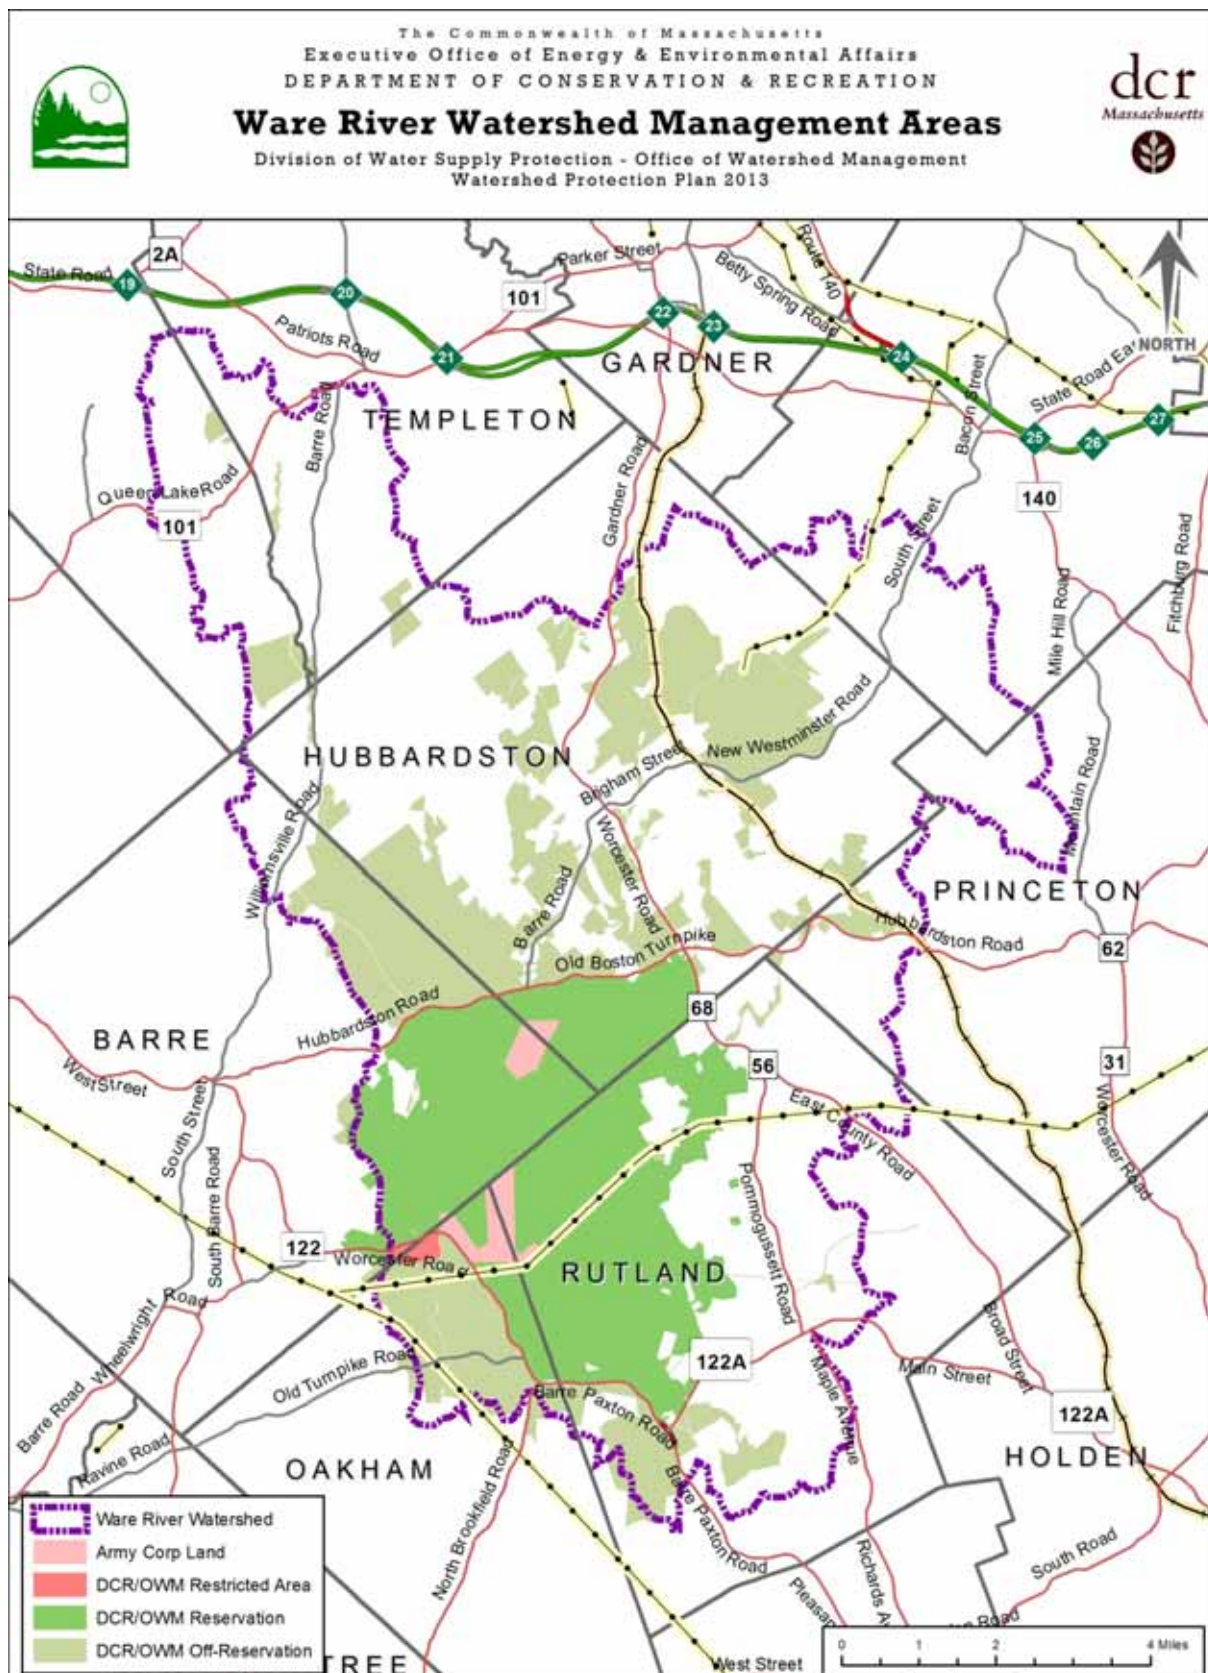 The Commonwealth of Massachusetts
Executive Office of Energy & Environmental Affairs
DEPARTMENT OF CONSERVATION & RECREATION
Ware River Watershed Management Areas
Division of Water Supply Protection - Office of Watershed Management
Watershed Protection Plan 2013
dcr
Massachusetts
2A
State Road
19
20
Patriots Road
21
101
Parker Street
22
23
Betty Spring Road
Route 140
24
NORTH
GARDNER
State Road Eas
Bacon Street
25
26
27
TEMPLETON
Barre Road
Queen Lake Road
101
Gardner Road
South Street
140
Mile Hill Road
Fitchburg Road
HUBBARDSTON
Brigham Street
New Westminster Road
Williamsville Road
Mountain Road
Worcester Road
Barre Road
PRINCETON
Hubbardston Road
Old Boston Turnpike
62
Hubbardston Road
68
BARRE
West Street
56
31
East County Road
South Street
South Barre Road
Pommogussett Road
Worcester Road
122
Worcester Road
RUTLAND
Wheelwright Road
Broad Street
122A
Old Turnpike Road
Main Street
Maple Avenue
Barre Paxton Road
122A
Barre Road
Ravine Road
OAKHAM
HOLDEN
North Brookfield Road
Barre Paxton Road
Richards A
South Road
Pleasa
Road
West Street
TREE
Ware River Watershed
Army Corp Land
DCR/OWM Restricted Area
DCR/OWM Reservation
DCR/OWM Off-Reservation
0 1 2 4 Miles